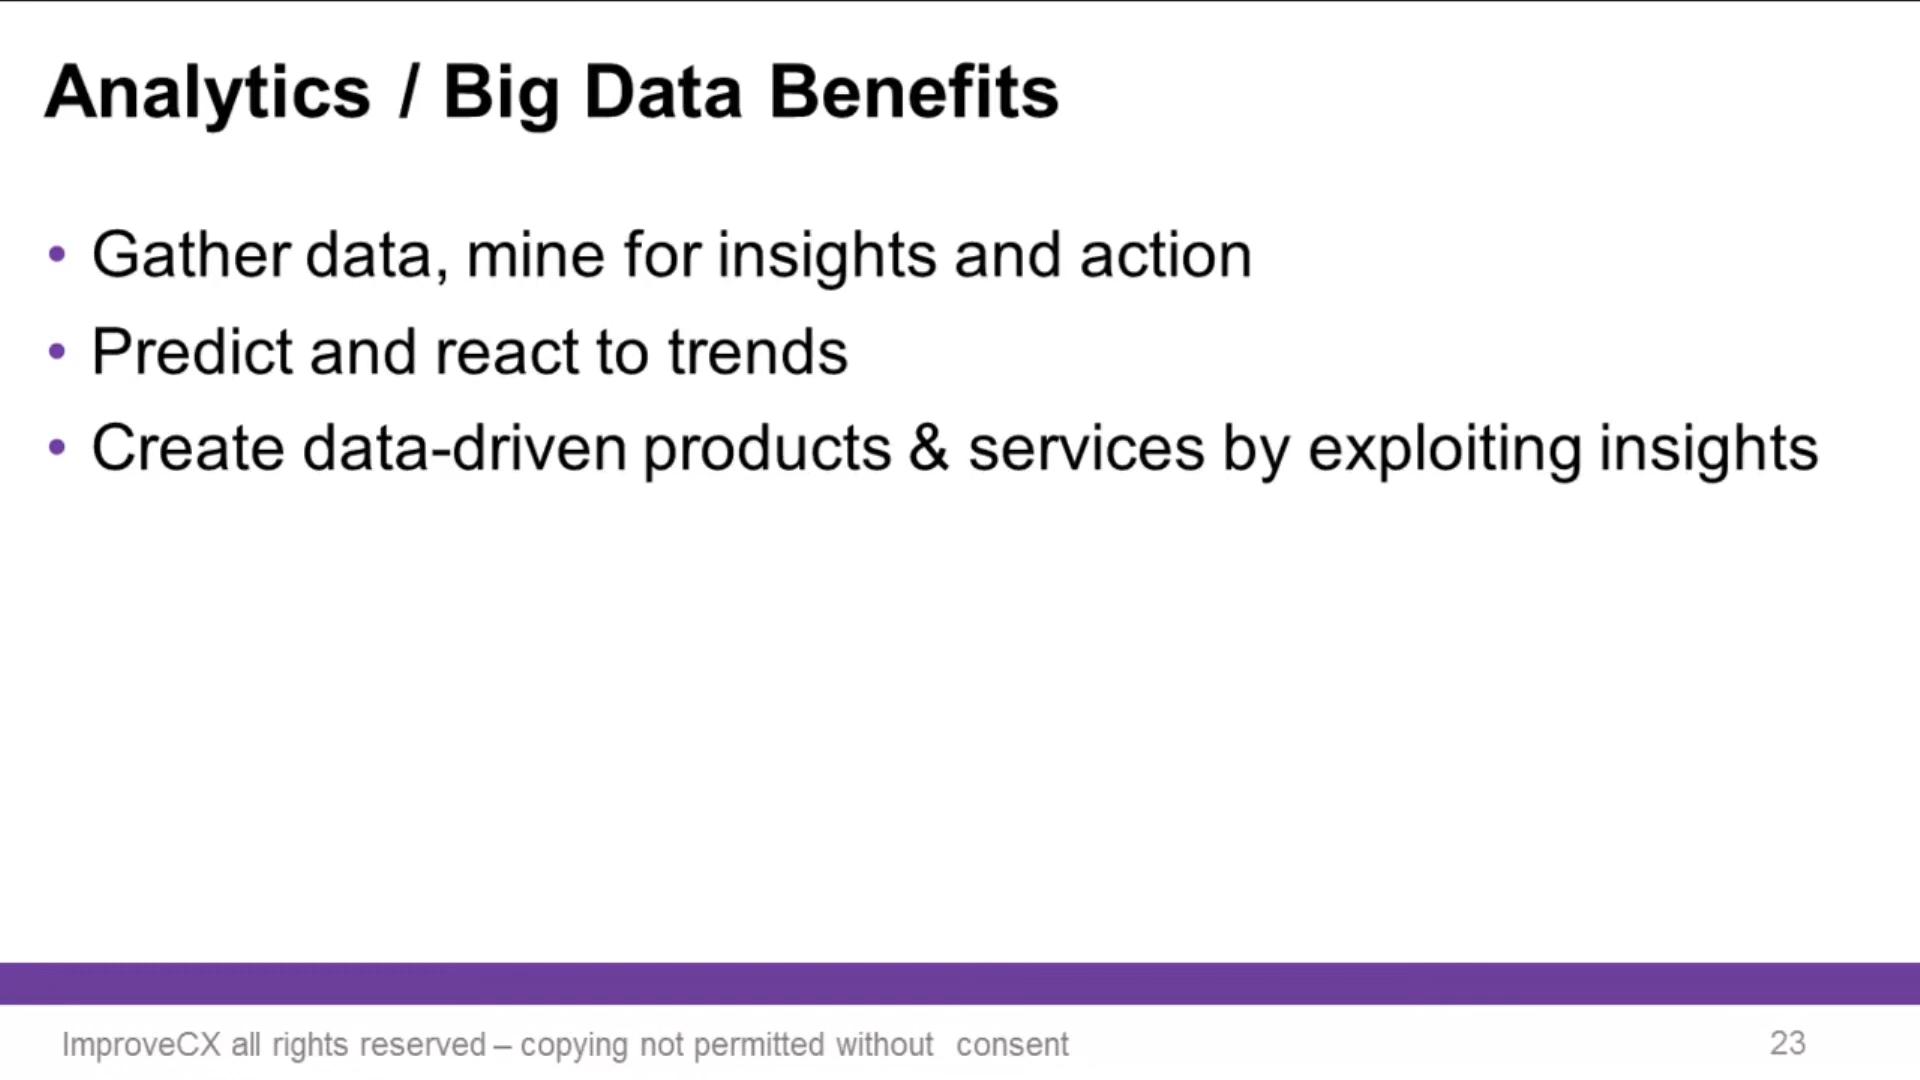 Analytics / Big Data Benefits
• Gather data, mine for insights and action
• Predict and react to trends
• Create data-driven products & services by exploiting insights
ImproveCX all rights reserved – copying not permitted without consent
23